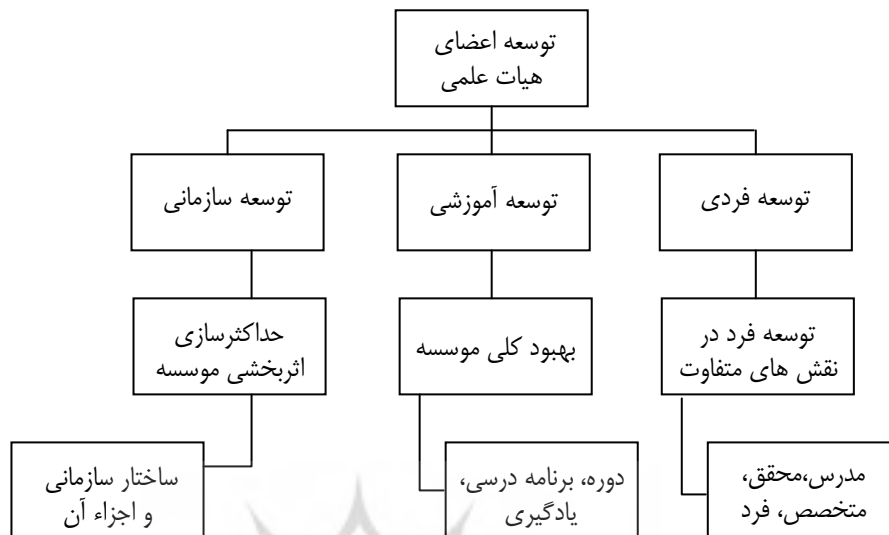 توسعه اعضای
هیات علمی
توسعه فردی
توسعه آموزشی
توسعه سازمانی
توسعه فرد در
نقش های متفاوت
بهبود کلی موسسه
حداکثرسازی
اثربخشی موسسه
مدرس،محقق،
متخصص، فرد
دوره، برنامه درسی،
یادگیری
ساختار سازمانی
و اجزاء آن